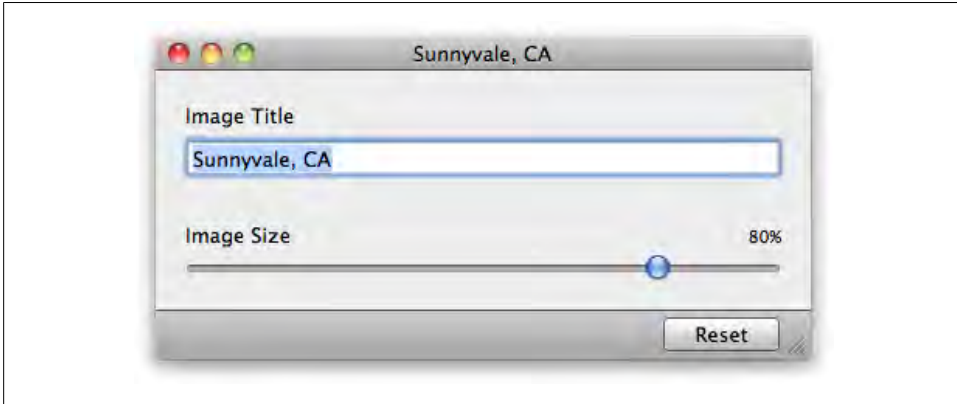 Sunnyvale, CA
Image Title
Sunnyvale, CA
Image Size
80%
Reset